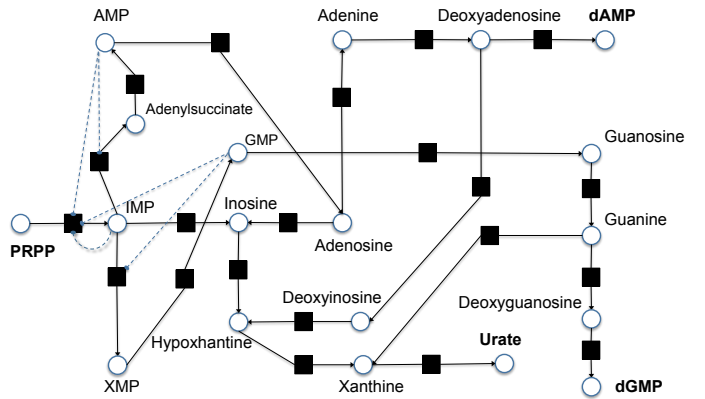 AMP
Adenine
Deoxyadenosine
dAMP
Adenylsuccinate
GMP
Guanosine
IMP
Inosine
Guanine
PRPP
Adenosine
Deoxyinosine
Deoxyguanosine
Hypoxhantine
Urate
XMP
Xanthine
dGMP